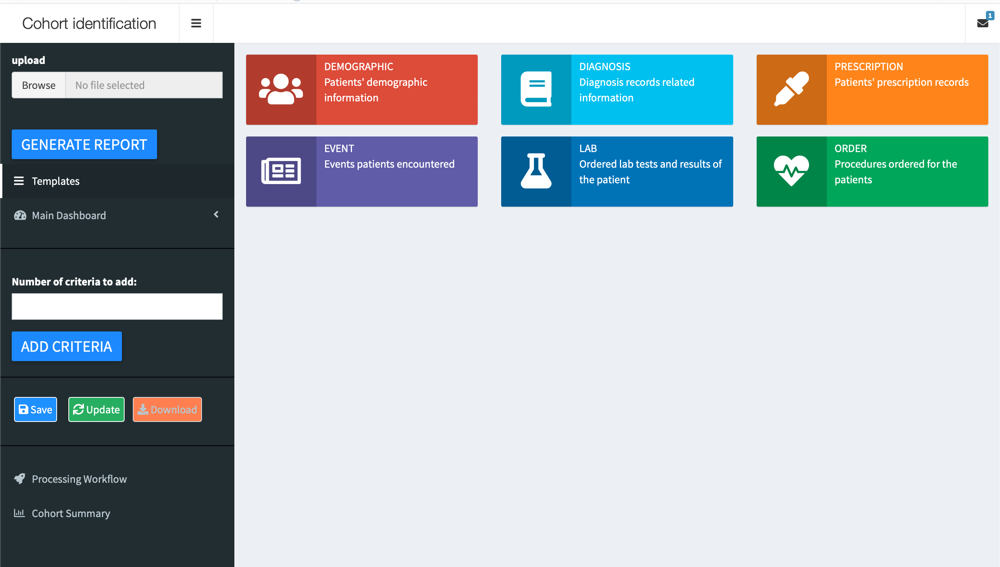 Cohort identification
1
upload
Browse
No file selected
GENERATE REPORT
Templates
Main Dashboard
Number of criteria to add:
ADD CRITERIA
Save
Update
Download
Processing Workflow
Cohort Summary
DEMOGRAPHIC
Patients' demographic
information
DIAGNOSIS
Diagnosis records related
information
PRESCRIPTION
Patients' prescription records
EVENT
Events patients encountered
LAB
Ordered lab tests and results of
the patient
ORDER
Procedures ordered for the
patients